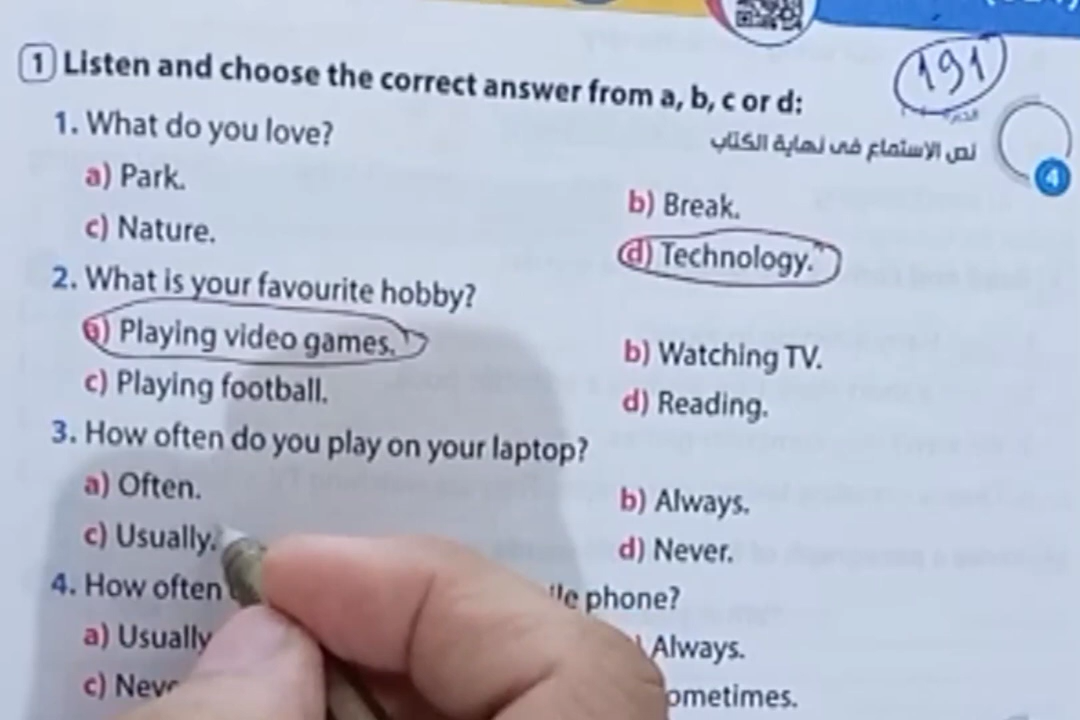 191
1 Listen and choose the correct answer from a, b, c or d:
نص الاستماع في نهاية الكتاب
4
1. What do you love?
a) Park.
b) Break.
c) Nature.
d) Technology.
2. What is your favourite hobby?
a) Playing video games.
b) Watching TV.
c) Playing football.
d) Reading.
3. How often do you play on your laptop?
a) Often.
b) Always.
c) Usually.
d) Never.
4. How often phone?
a) Usually
Always.
c)